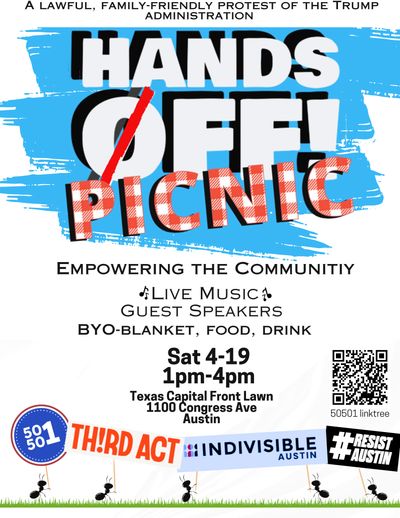 A LAWFUL, FAMILY-FRIENDLY PROTEST OF THE TRUMP
ADMINISTRATION
HANDS
OFF!
PICNIC
EMPOWERING THE COMMUNITIY
LIVE MUSIC
GUEST SPEAKERS
BYO-BLANKET, FOOD, DRINK
Sat 4-19
1pm-4pm
Texas Capital Front Lawn
1100 Congress Ave
Austin
50501 linktree
50
501
TH!RD ACT
INDIVISIBLE
AUSTIN
#RESIST
AUSTIN